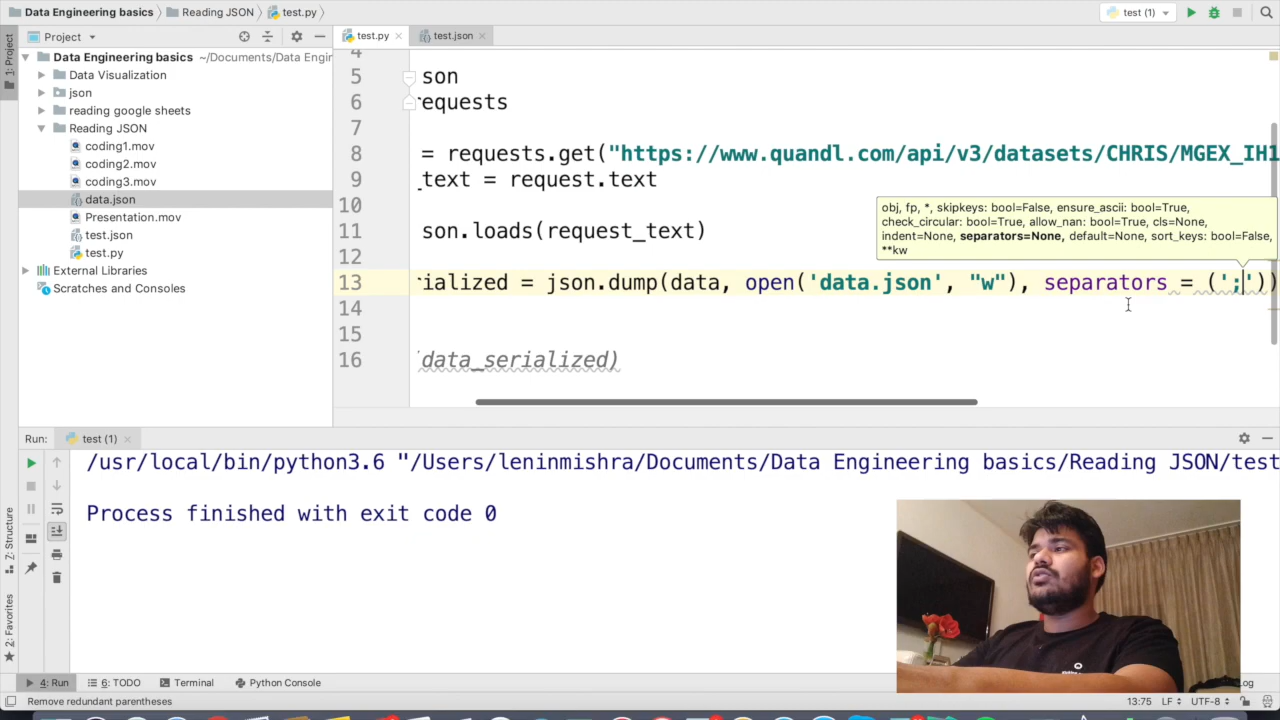 Data Engineering basics Reading JSON test.py test (1)
Project test.py test.json
1: Project
Data Engineering basics ~/Documents/Data Engir
Data Visualization
json
reading google sheets
Reading JSON
coding1.mov
coding2.mov
coding3.mov
data.json
Presentation.mov
test.json
test.py
External Libraries
Scratches and Consoles
4
5 son
6 requests
7
8 = requests.get("https://www.quandl.com/api/v3/datasets/CHRIS/MGEX_IH1
9 _text = request.text
10
11 son.loads(request_text)
12
13 rialized = json.dump(data, open('data.json', "w"), separators = (';'))
14
15
16 (data_serialized)
obj, fp, *, skipkeys: bool=False, ensure_ascii: bool=True,
check_circular: bool=True, allow_nan: bool=True, cls=None,
indent=None, separators=None, default=None, sort_keys: bool=False,
**kw
Run: test (1)
/usr/local/bin/python3.6 "/Users/leninmishra/Documents/Data Engineering basics/Reading JSON/test
Process finished with exit code 0
7: Structure
2: Favorites
4: Run 6: TODO Terminal Python Console Log
Remove redundant parentheses 13:75 LF UTF-8